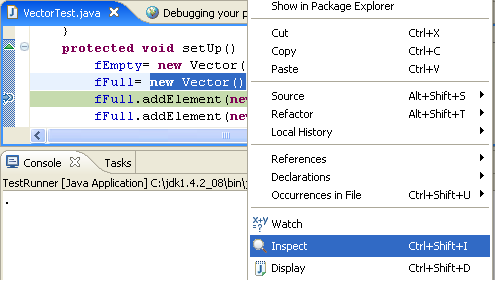 VectorTest.java
Debugging your p
}
protected void setUp()
fEmpty= new Vector(
fFull= new Vector()
fFull.addElement(new
fFull.addElement(new
Console
Tasks
TestRunner [Java Application] C:\jdk1.4.2_08\bin\
.
Show in Package Explorer
Cut Ctrl+X
Copy Ctrl+C
Paste Ctrl+V
Source Alt+Shift+S
Refactor Alt+Shift+T
Local History
References
Declarations
Occurrences in File Ctrl+Shift+U
x+y =? Watch
Inspect Ctrl+Shift+I
J Display Ctrl+Shift+D